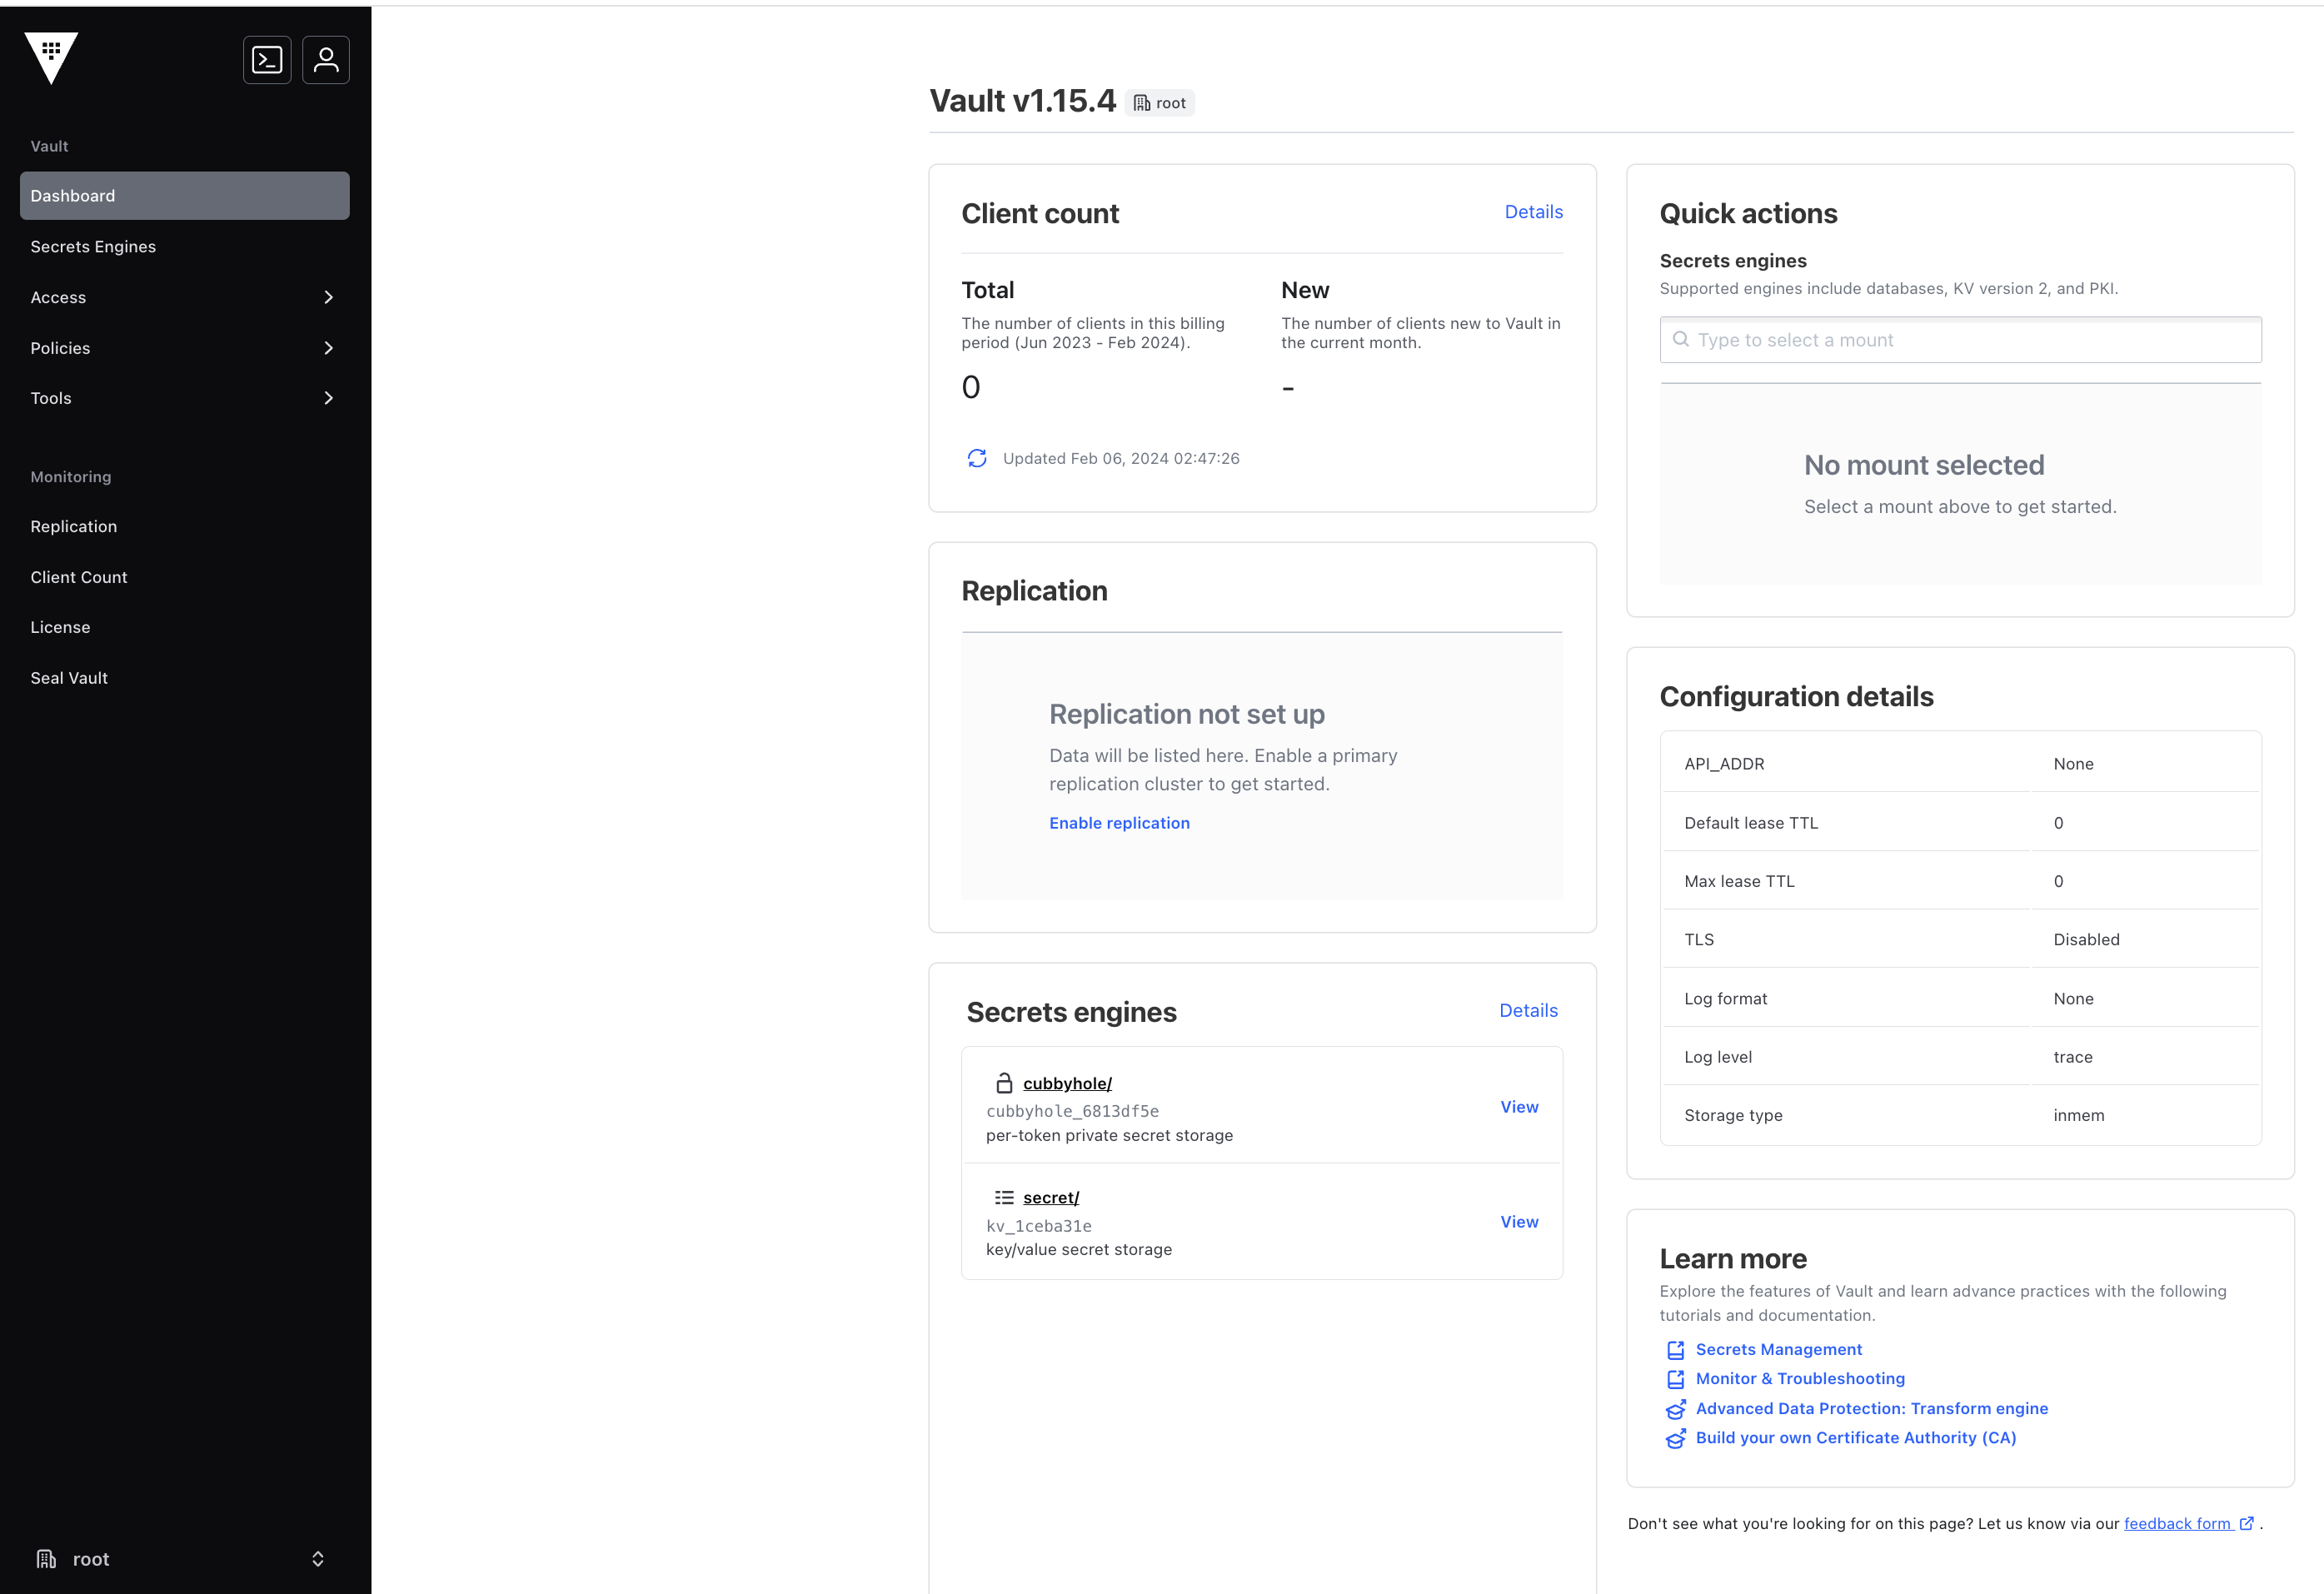 Vault
Dashboard
Secrets Engines
Access
Policies
Tools
Monitoring
Replication
Client Count
License
Seal Vault
root
Vault v1.15.4 root
Client count Details
Total
The number of clients in this billing
period (Jun 2023 - Feb 2024).
0
New
The number of clients new to Vault in
the current month.
-
Updated Feb 06, 2024 02:47:26
Replication
Replication not set up
Data will be listed here. Enable a primary
replication cluster to get started.
Enable replication
Secrets engines Details
cubbyhole/
cubbyhole_6813df5e
per-token private secret storage
View
secret/
kv_1ceba31e
key/value secret storage
View
Quick actions
Secrets engines
Supported engines include databases, KV version 2, and PKI.
Type to select a mount
No mount selected
Select a mount above to get started.
Configuration details
API_ADDR None
Default lease TTL 0
Max lease TTL 0
TLS Disabled
Log format None
Log level trace
Storage type inmem
Learn more
Explore the features of Vault and learn advance practices with the following
tutorials and documentation.
Secrets Management
Monitor & Troubleshooting
Advanced Data Protection: Transform engine
Build your own Certificate Authority (CA)
Don't see what you're looking for on this page? Let us know via our feedback form .